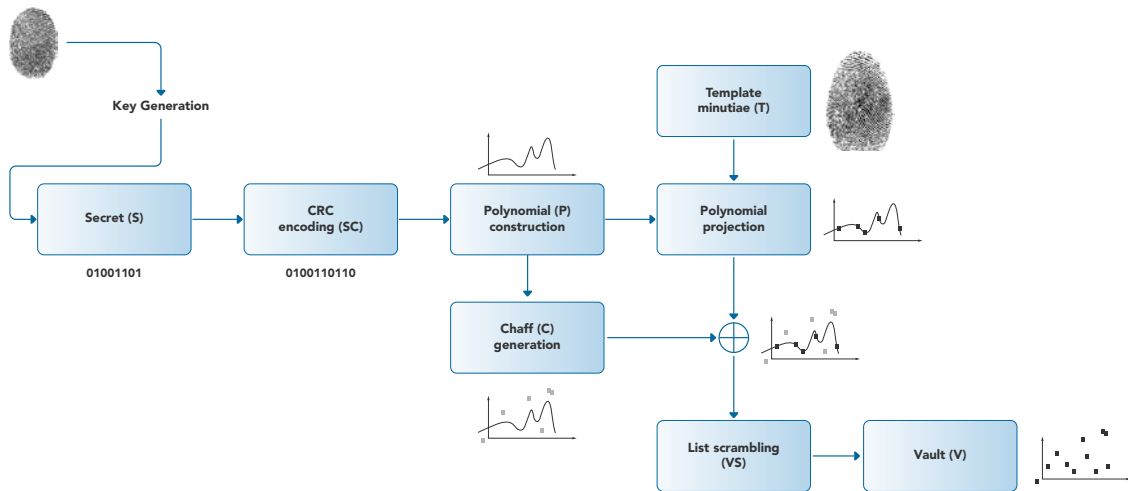 Key Generation
Template
minutiae (T)
Secret (S)
CRC
encoding (SC)
Polynomial (P)
construction
Polynomial
projection
01001101
0100110110
Chaff (C)
generation
List scrambling
(VS)
Vault (V)